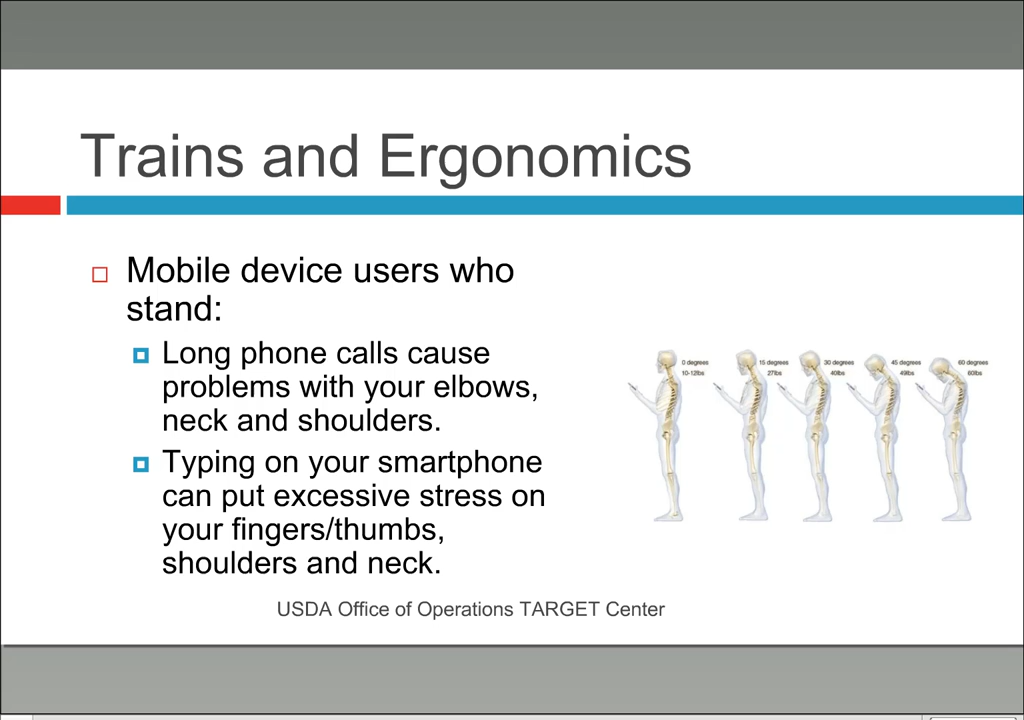 Trains and Ergonomics
Mobile device users who
stand:
Long phone calls cause
problems with your elbows,
neck and shoulders.
Typing on your smartphone
can put excessive stress on
your fingers/thumbs,
shoulders and neck.
0 degrees
10-12lbs
15 degrees
27lbs
30 degrees
40lbs
45 degrees
49lbs
60 degrees
60lbs
USDA Office of Operations TARGET Center